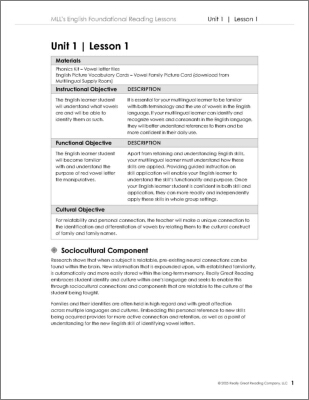 MLL's English Foundational Reading Lessons Unit 1 | Lesson 1
Unit 1 | Lesson 1
Materials
Phonics Kit – Vowel letter tiles
English Picture Vocabulary Cards – Vowel Family Picture Card (download from
Multilingual Supply Room)
Instructional Objective DESCRIPTION
The English learner student
will understand what vowels
are and will be able to
identify them as such.
It is essential for your multilingual learner to be familiar
with both terminology and the use of vowels in the English
language. If your multilingual learner can identify and
recognize vowels and consonants in the English language,
they will better understand references to them and be
more confident in their daily use.
Functional Objective DESCRIPTION
The English learner student
will become familiar
with and understand the
purpose of red vowel letter
tile manipulatives.
Apart from retaining and understanding English skills,
your multilingual learner must understand how these
skills are applied. Providing guided instruction on
skill application will enable your English learner to
understand the skill's functionality and purpose. Once
your English learner student is confident in both skill and
application, they can more readily and independently
apply these skills in whole group settings.
Cultural Objective
For relatability and personal connection, the teacher will make a unique connection to
the identification and differentiation of vowels by relating them to the cultural construct
of family and family names.
Sociocultural Component
Research shows that when a subject is relatable, pre-existing neural connections can be
found within the brain. New information that is expounded upon, with established familiarity,
is automatically and more easily stored within the long-term memory. Really Great Reading
embraces student identity and culture within one's language and seeks to enable this
through sociocultural connections and components that are relatable to the culture of the
student being taught.
Families and their identities are often held in high regard and with great affection
across multiple languages and cultures. Embedding this personal reference to new skills
being acquired provides for more active connection and retention, as well as a point of
understanding for the new English skill of identifying vowels letters.
Really Great Reading Company, LLC 1